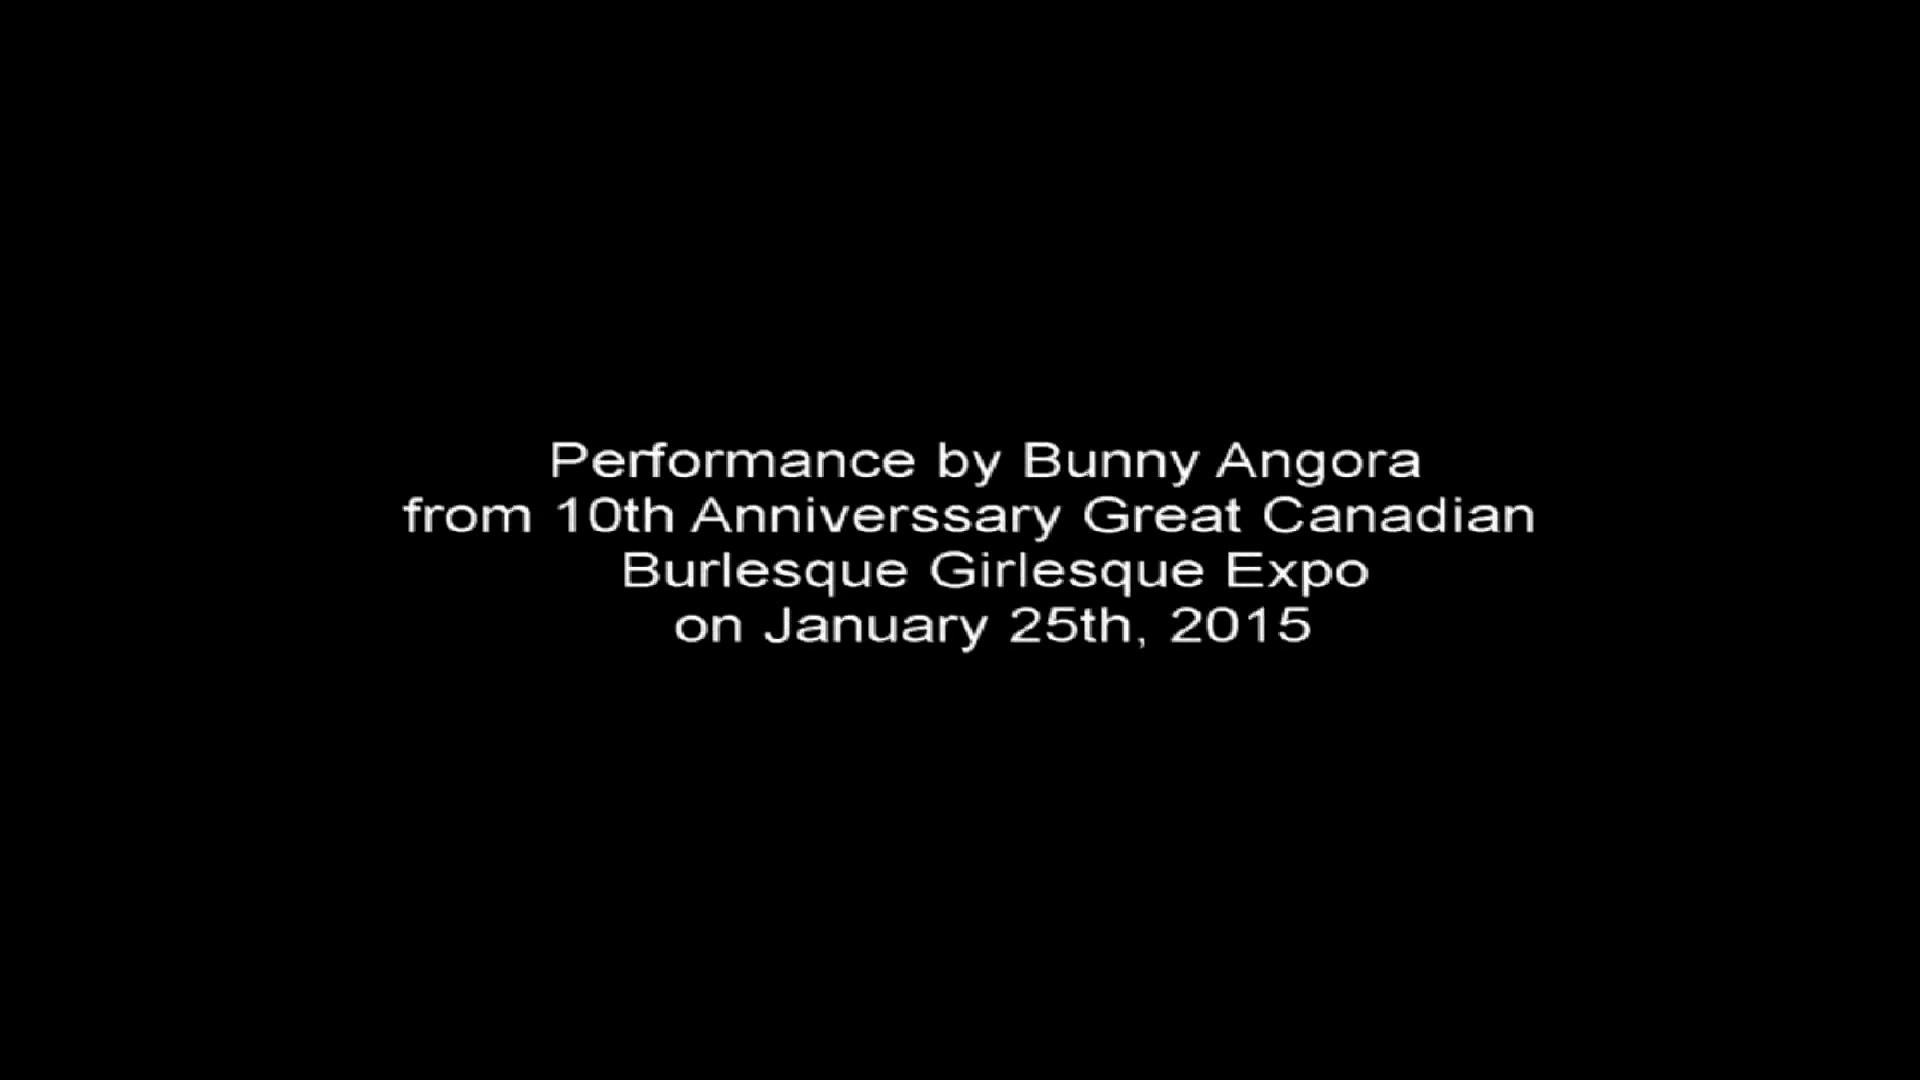 Performance by Bunny Angora
from 10th Anniverssary Great Canadian
Burlesque Girlesque Expo
on January 25th, 2015